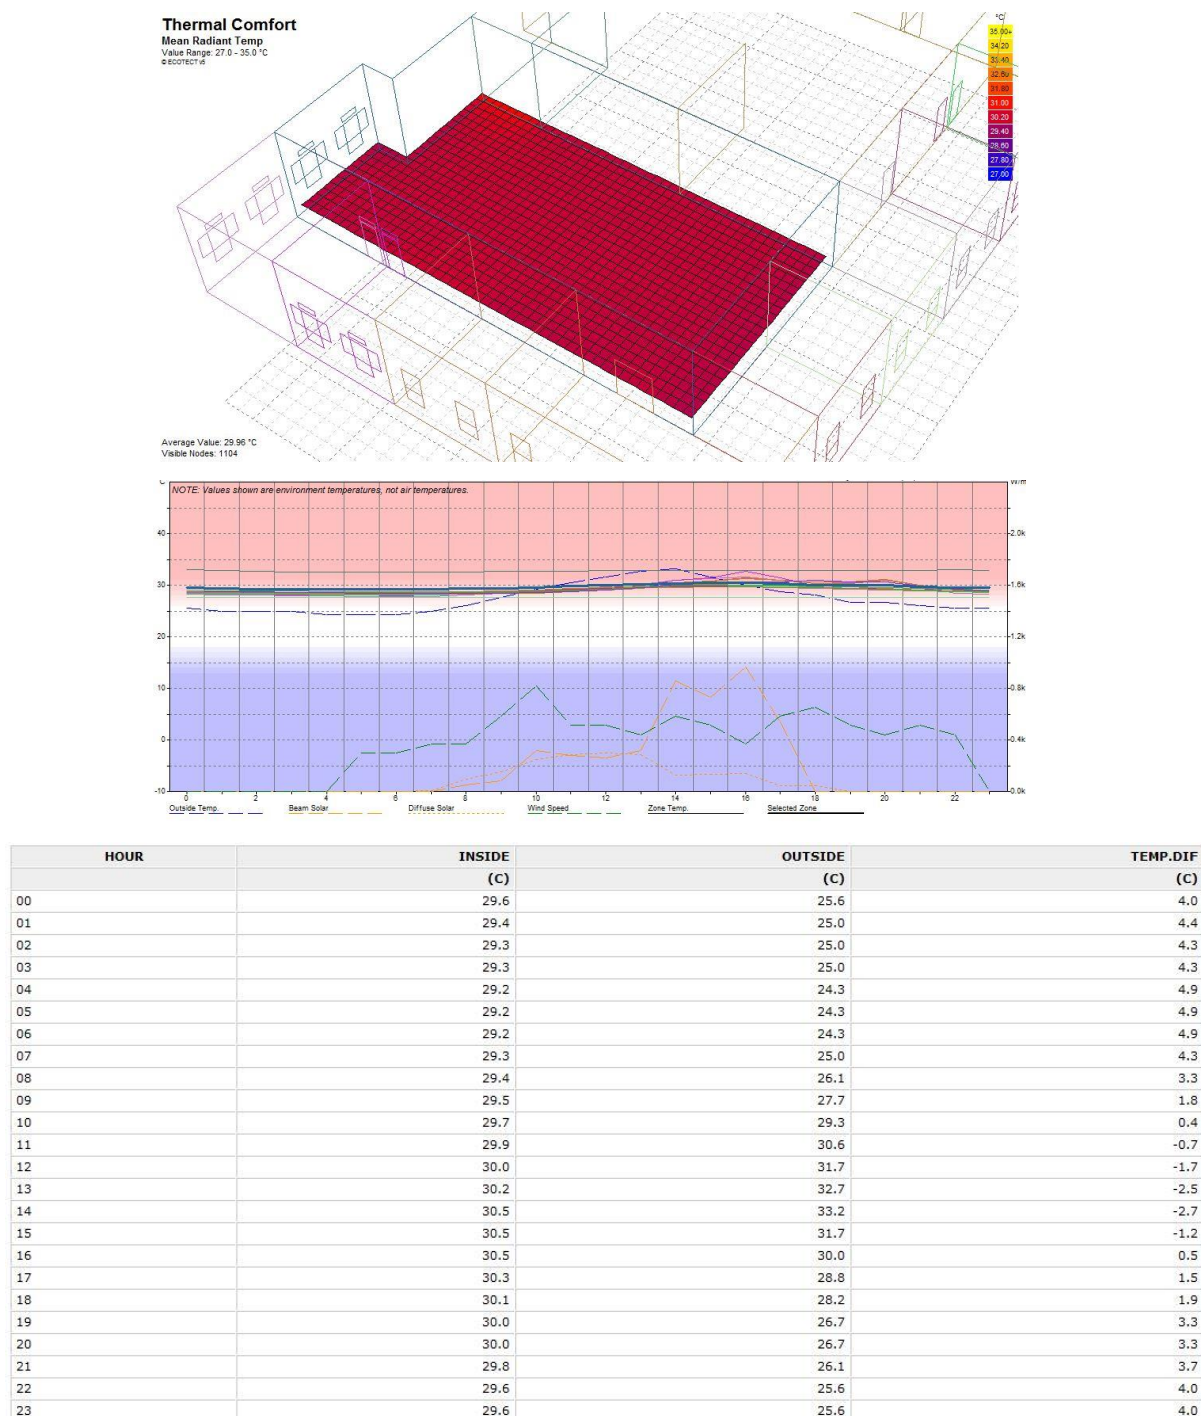 Thermal Comfort
Mean Radiant Temp
Value Range: 27.0 - 35.0 °C
© ECOTECT v5
°C
35.00+
34.20
33.40
32.60
31.80
31.00
30.20
29.40
28.60
27.80
27.00
Average Value: 29.96 °C
Visible Nodes: 1104
NOTE: Values shown are environment temperatures, not air temperatures.
40 2.0k
30 1.6k
20 1.2k
10 0.8k
0 0.4k
-10 0.0k
0 2 4 6 8 10 12 14 16 18 20 22
Outside Temp. Beam Solar Diffuse Solar Wind Speed Zone Temp. Selected Zone
HOUR INSIDE OUTSIDE TEMP.DIF
(C) (C) (C)
00 29.6 25.6 4.0
01 29.4 25.0 4.4
02 29.3 25.0 4.3
03 29.3 25.0 4.3
04 29.2 24.3 4.9
05 29.2 24.3 4.9
06 29.2 24.3 4.9
07 29.3 25.0 4.3
08 29.4 26.1 3.3
09 29.5 27.7 1.8
10 29.7 29.3 0.4
11 29.9 30.6 -0.7
12 30.0 31.7 -1.7
13 30.2 32.7 -2.5
14 30.5 33.2 -2.7
15 30.5 31.7 -1.2
16 30.5 30.0 0.5
17 30.3 28.8 1.5
18 30.1 28.2 1.9
19 30.0 26.7 3.3
20 30.0 26.7 3.3
21 29.8 26.1 3.7
22 29.6 25.6 4.0
23 29.6 25.6 4.0